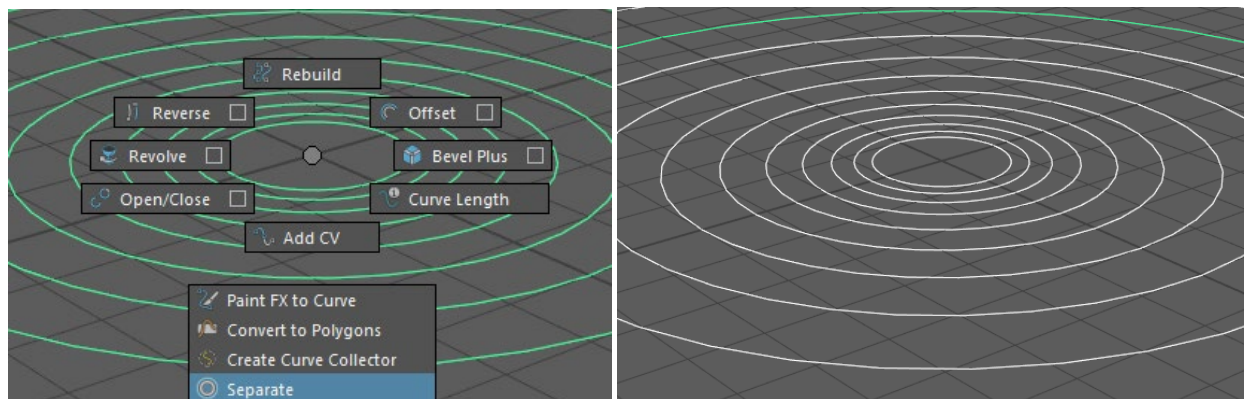 Rebuild
Reverse
Offset
Revolve
Bevel Plus
Open/Close
Curve Length
Add CV
Paint FX to Curve
Convert to Polygons
Create Curve Collector
Separate